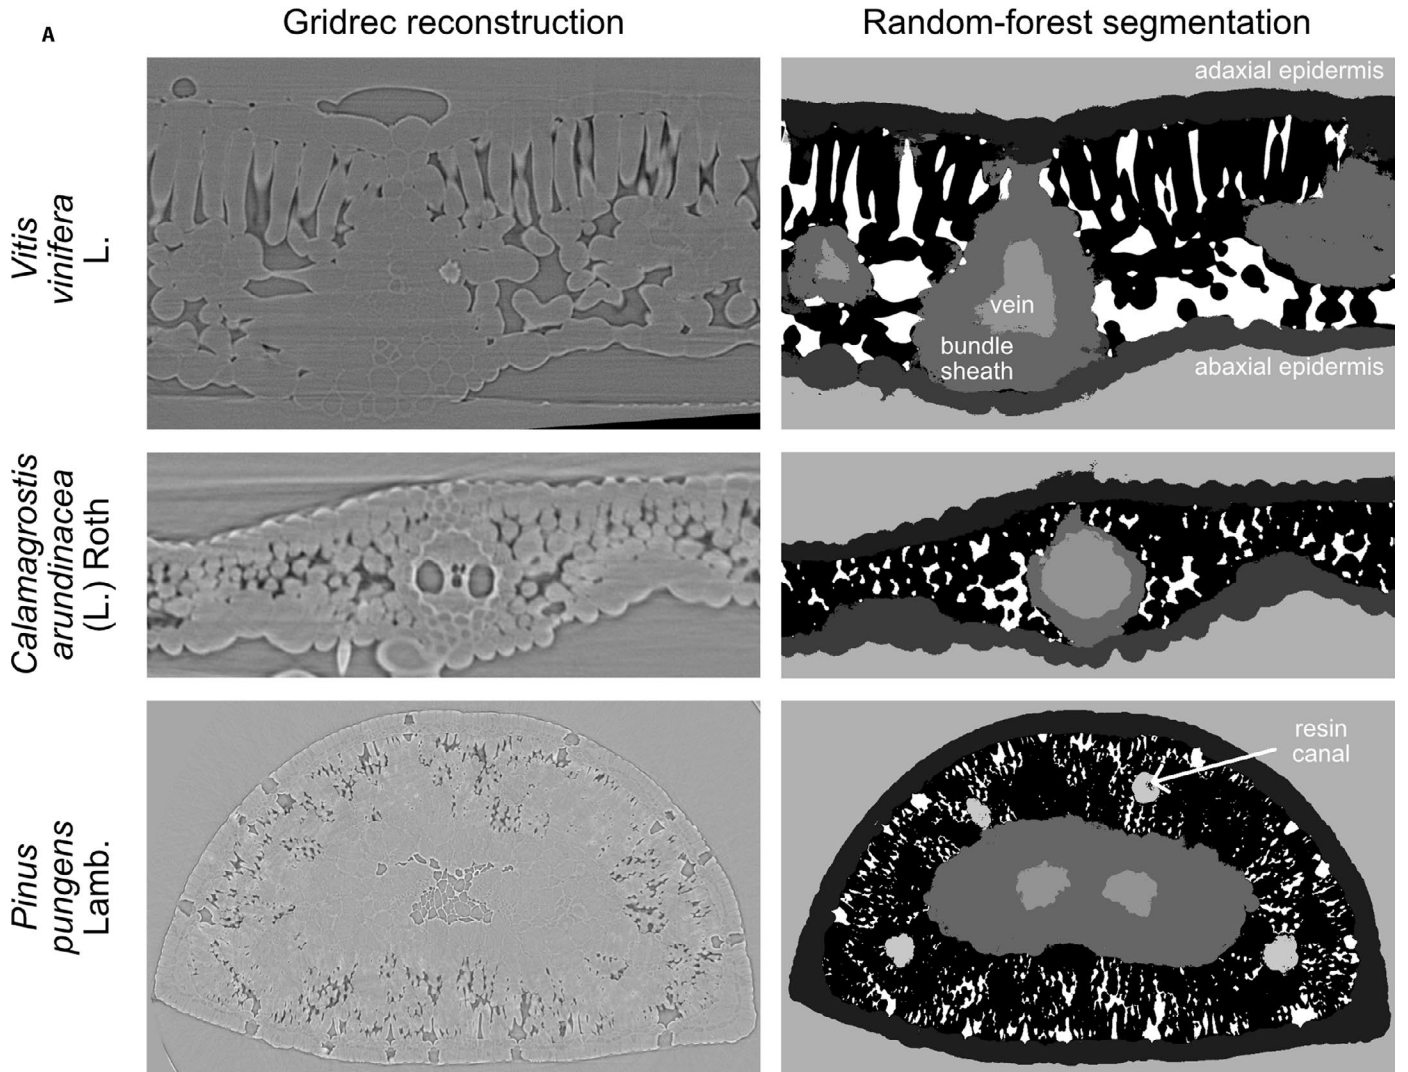 A
Gridrec reconstruction
Random-forest segmentation
Vitis
vinifera
L.
adaxial epidermis
vein
bundle
sheath
abaxial epidermis
Calamagrostis
arundinacea
(L.) Roth
Pinus
pungens
Lamb.
resin
canal